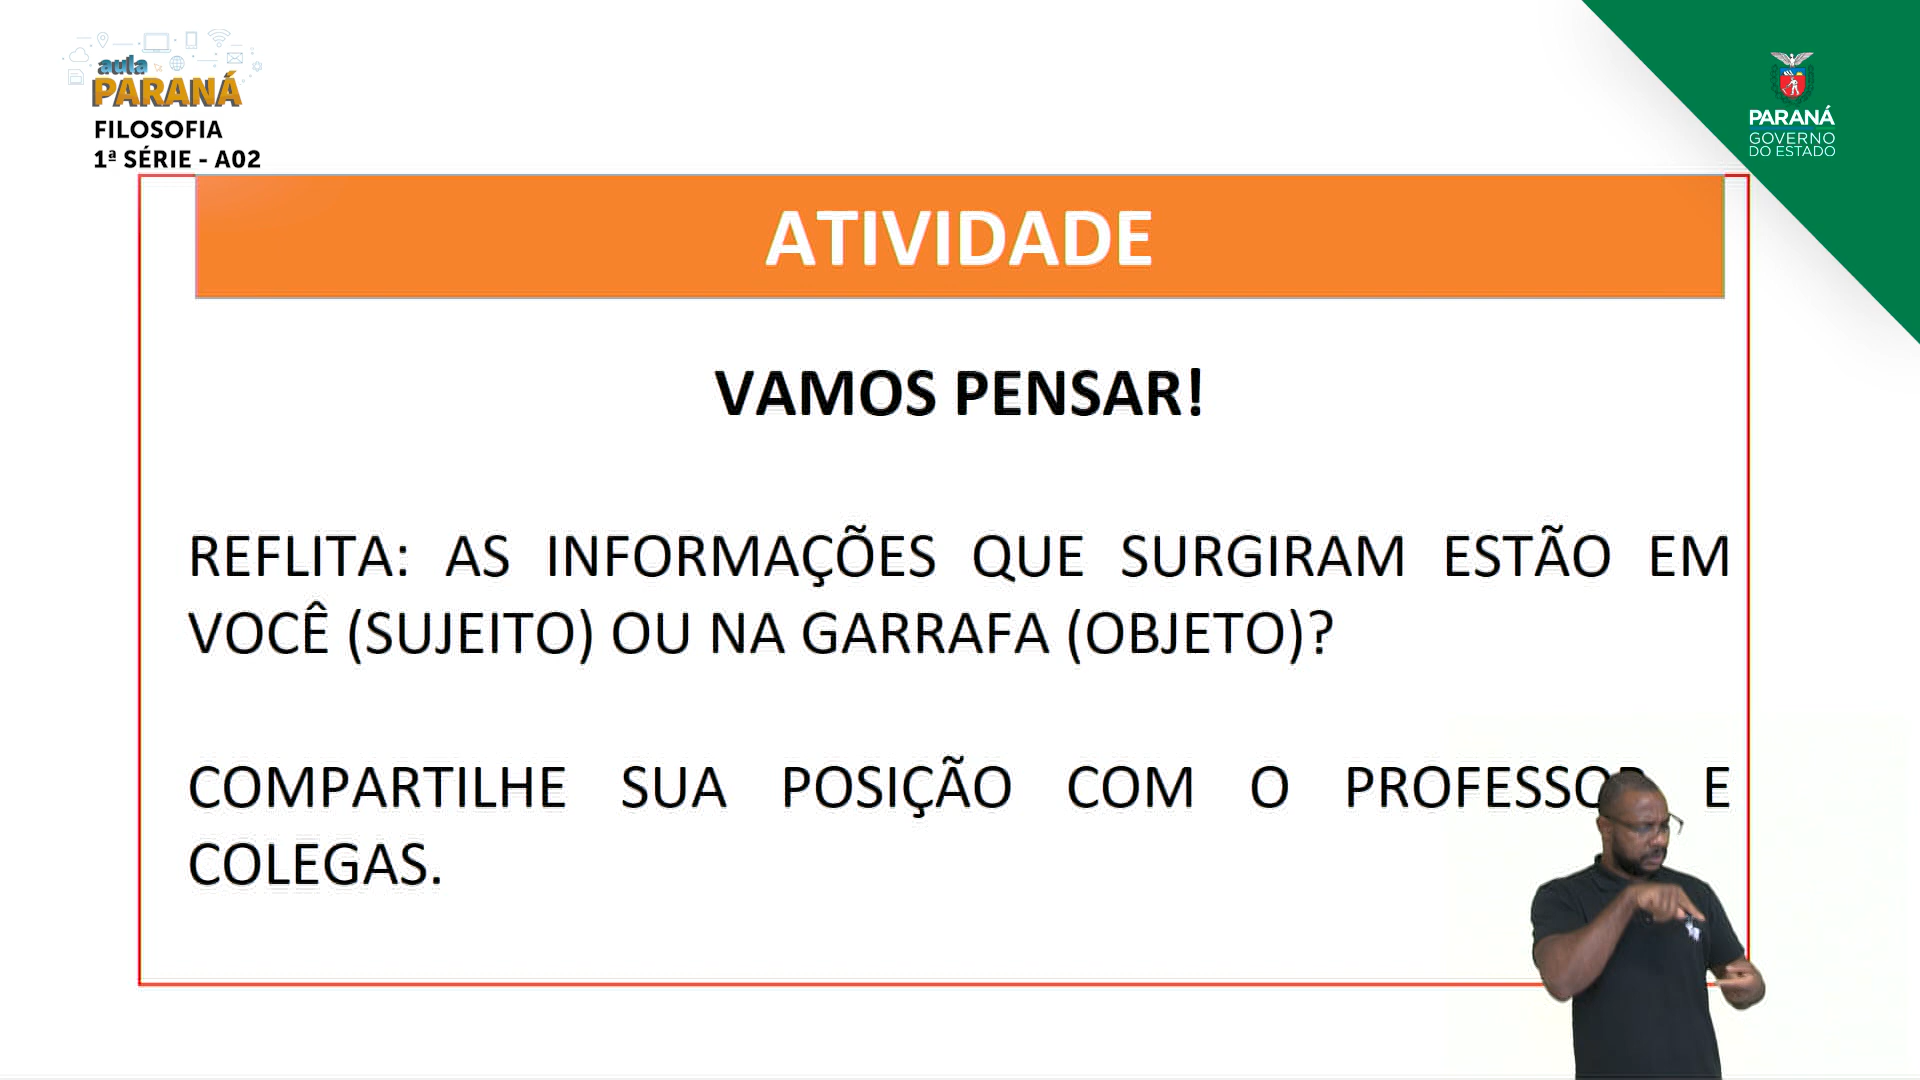 aula
PARANÁ
FILOSOFIA
1ª SÉRIE - A02
PARANÁ
GOVERNO
DO ESTADO
ATIVIDADE
VAMOS PENSAR!
REFLITA: AS INFORMAÇÕES QUE SURGIRAM ESTÃO EM
VOCÊ (SUJEITO) OU NA GARRAFA (OBJETO)?
COMPARTILHE SUA POSIÇÃO COM O PROFESSOR E
COLEGAS.